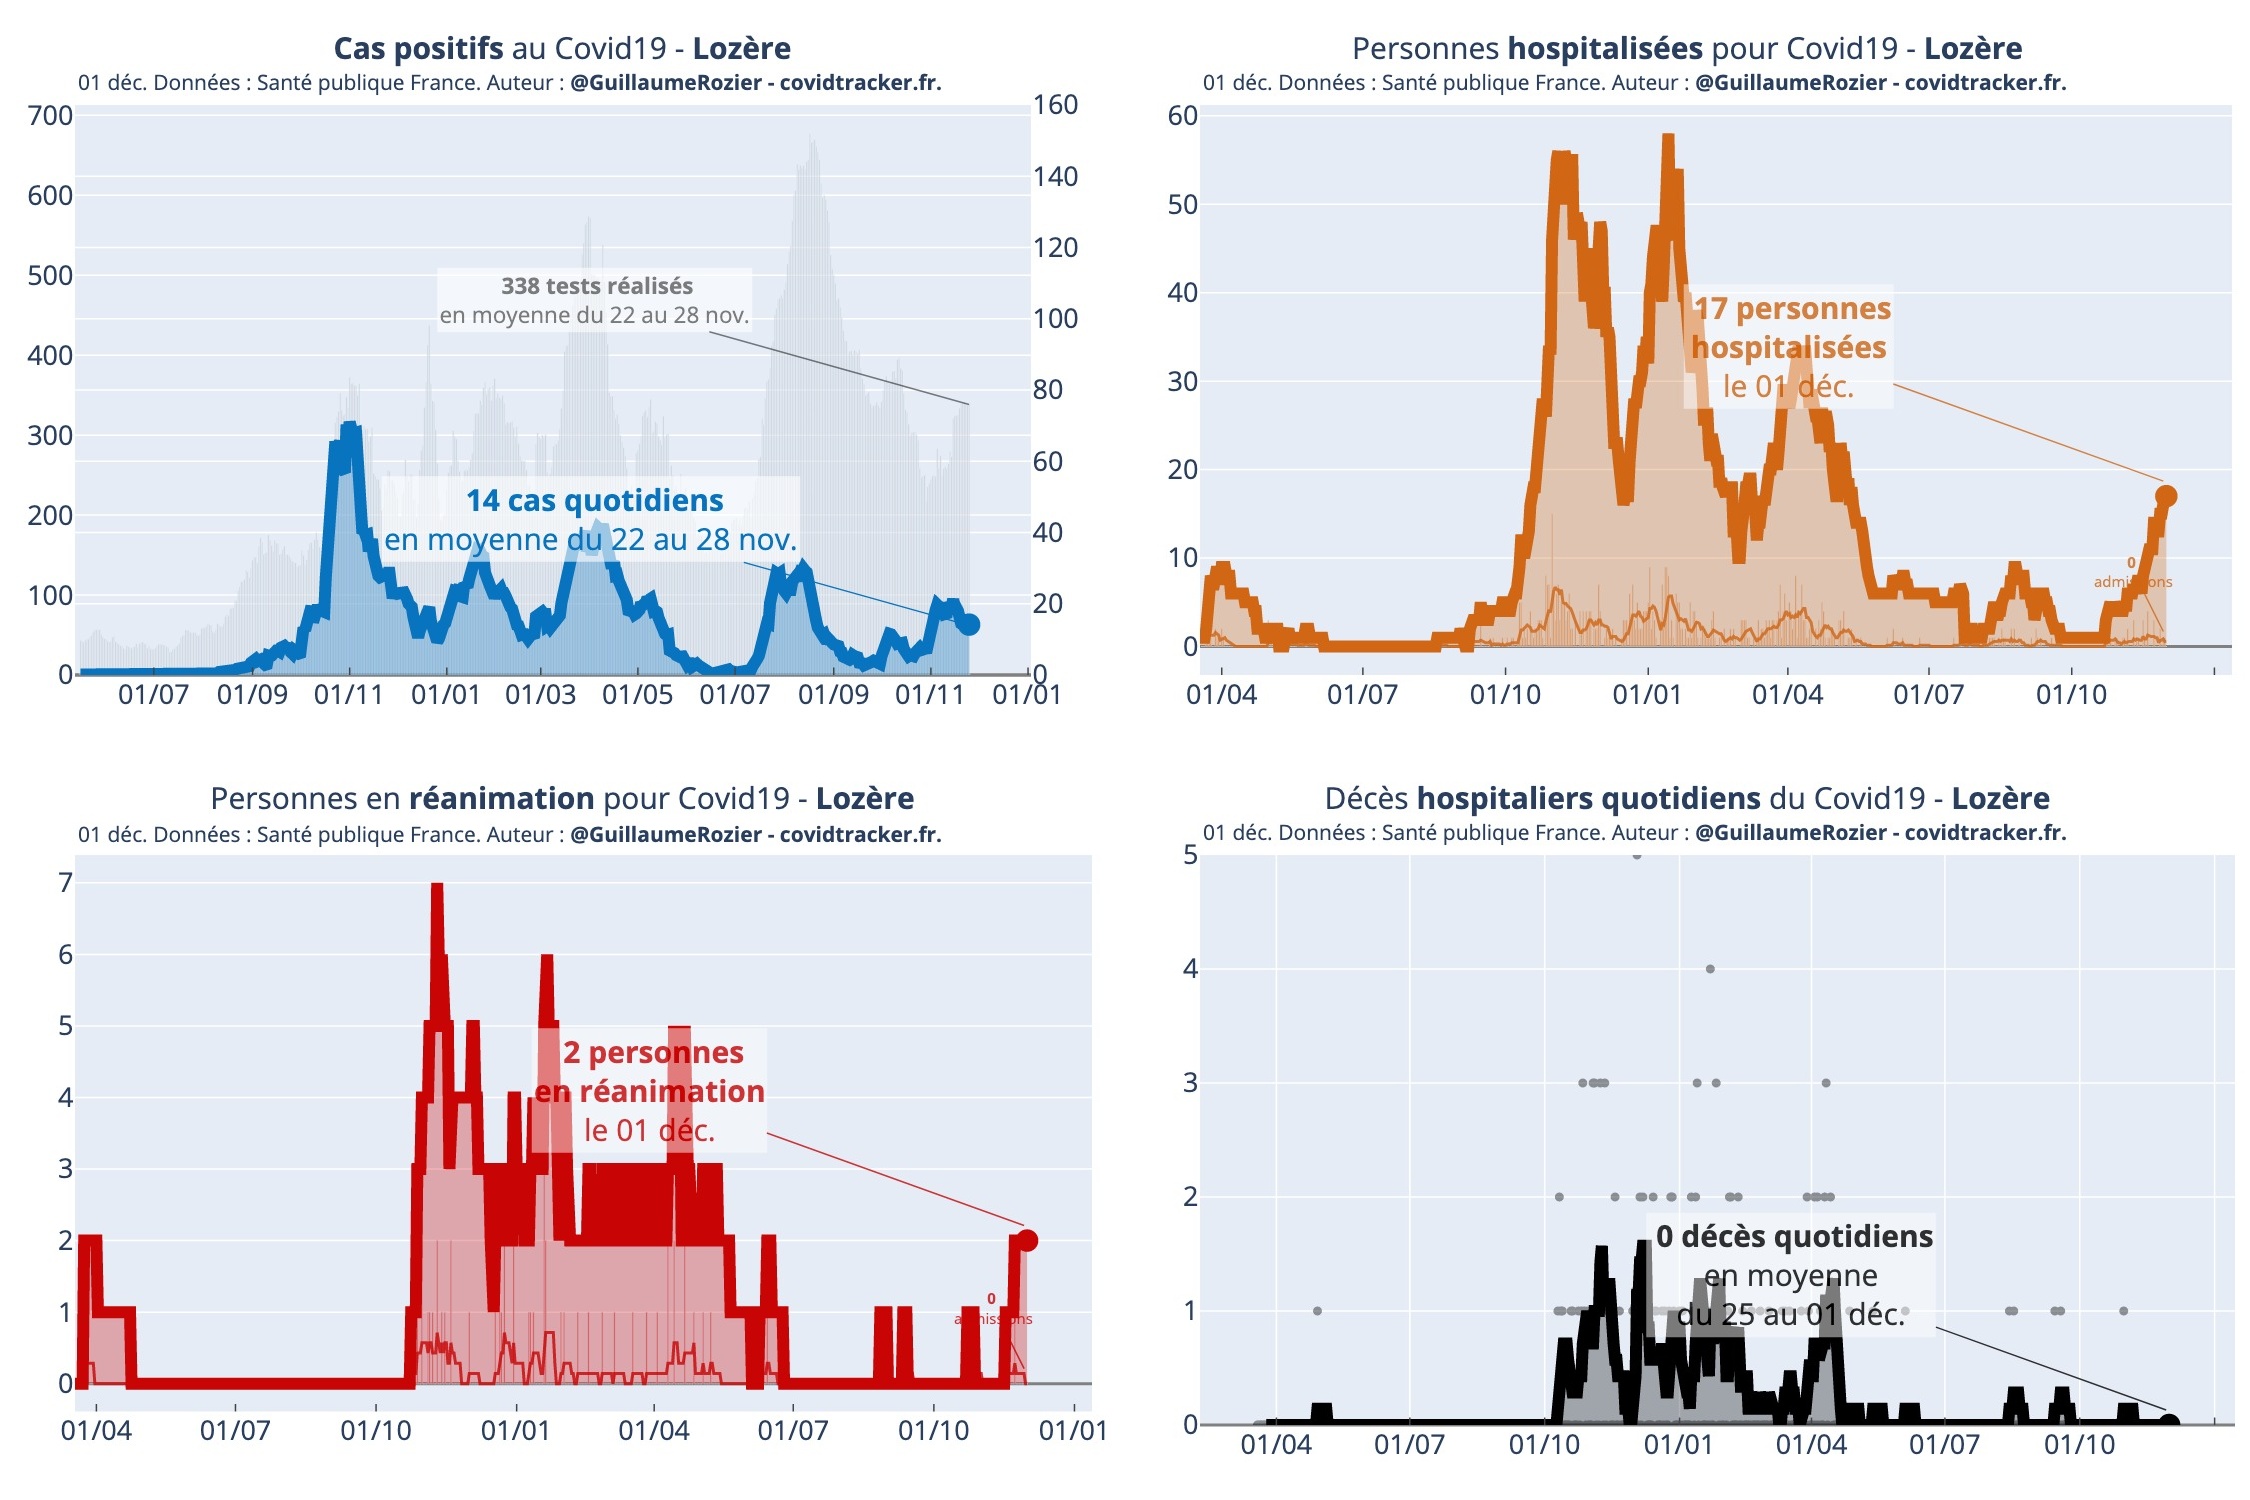 Cas positifs au Covid19 - Lozère
01 déc. Données : Santé publique France. Auteur : @GuillaumeRozier - covidtracker.fr.
700
600
500
400
300
200
100
0
160
140
120
100
80
60
40
20
0
338 tests réalisés
en moyenne du 22 au 28 nov.
14 cas quotidiens
en moyenne du 22 au 28 nov.
01/07 01/09 01/11 01/01 01/03 01/05 01/07 01/09 01/11 01/01
Personnes hospitalisées pour Covid19 - Lozère
01 déc. Données : Santé publique France. Auteur : @GuillaumeRozier - covidtracker.fr.
60
50
40
30
20
10
0
17 personnes
hospitalisées
le 01 déc.
0
admissions
01/04 01/07 01/10 01/01 01/04 01/07 01/10
Personnes en réanimation pour Covid19 - Lozère
01 déc. Données : Santé publique France. Auteur : @GuillaumeRozier - covidtracker.fr.
7
6
5
4
3
2
1
0
2 personnes
en réanimation
le 01 déc.
0
admissions
01/04 01/07 01/10 01/01 01/04 01/07 01/10 01/01
Décès hospitaliers quotidiens du Covid19 - Lozère
01 déc. Données : Santé publique France. Auteur : @GuillaumeRozier - covidtracker.fr.
5
4
3
2
1
0
0 décès quotidiens
en moyenne
du 25 au 01 déc.
01/04 01/07 01/10 01/01 01/04 01/07 01/10